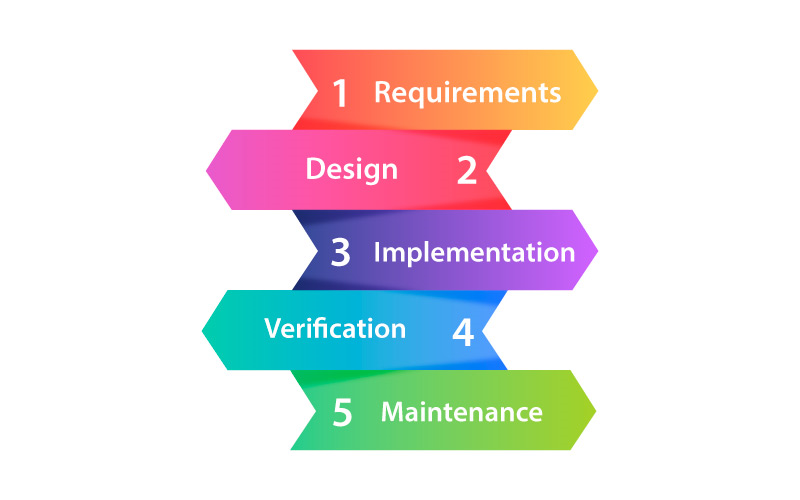 1 Requirements
Design 2
3 Implementation
Verification 4
5 Maintenance